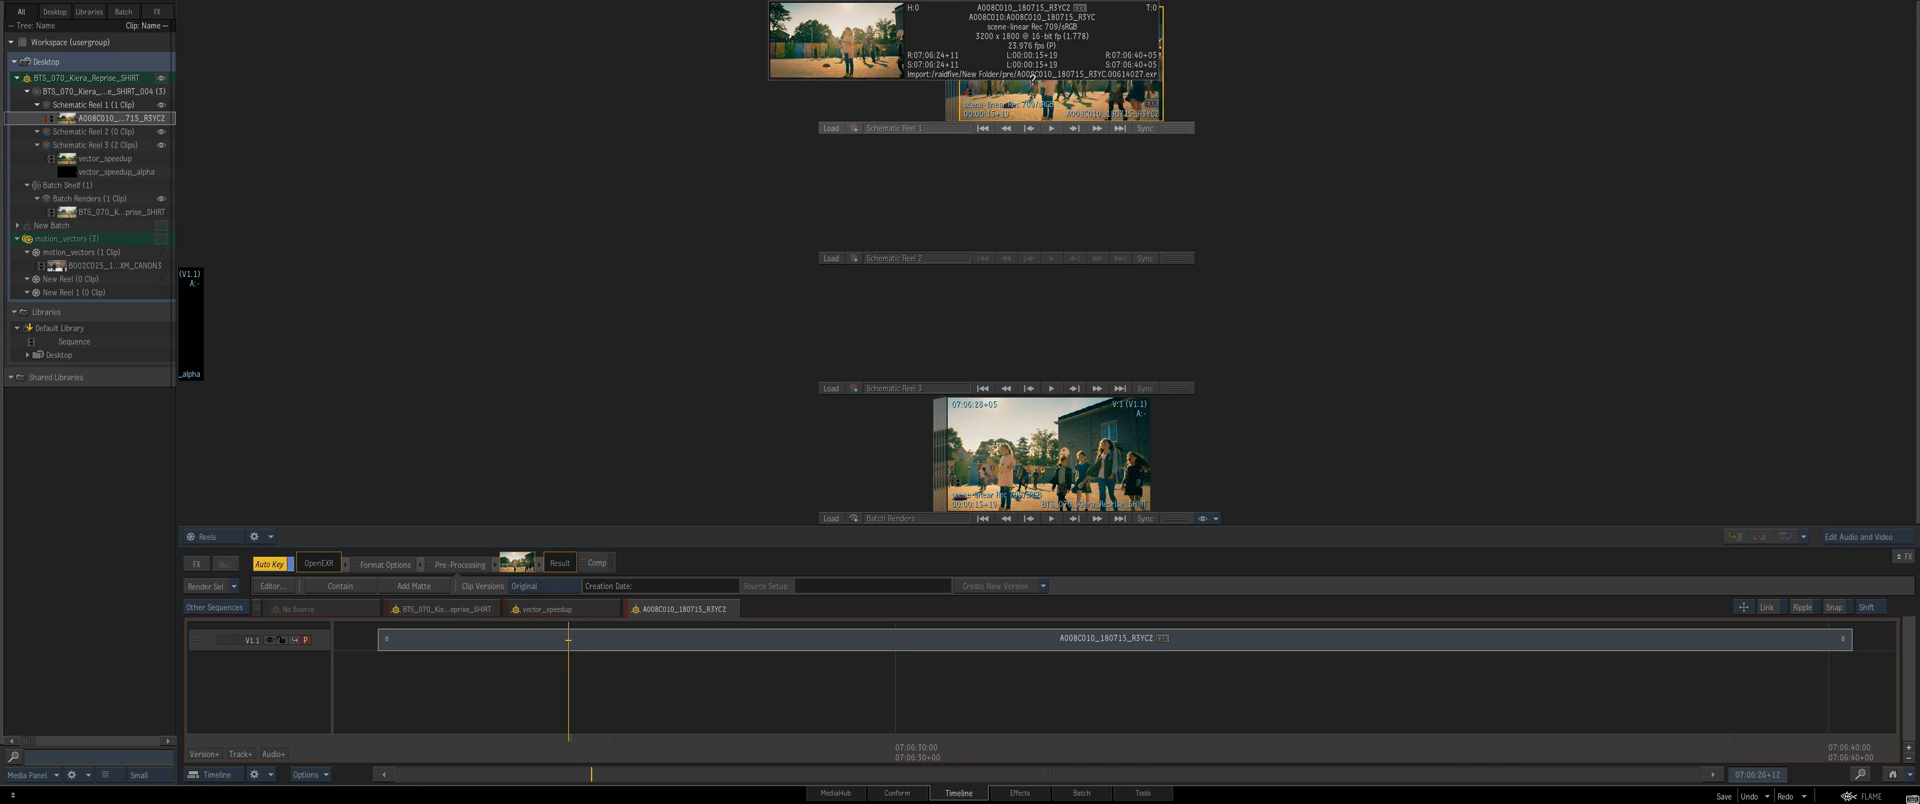 All Desktop Libraries Batch FX
Tree: Name Clip: Name
Workspace (usergroup)
Desktop
BTS_070_Kiera_Reprise_SHIRT
BTS_070_Kiera_...e_SHIRT_004 (3)
Schematic Reel 1 (1 Clip)
A008C010_...715_R3YC2
Schematic Reel 2 (0 Clip)
Schematic Reel 3 (2 Clips)
vector_speedup
vector_speedup_alpha
Batch Shelf (1)
Batch Renders (1 Clip)
BTS_070_K...prise_SHIRT
New Batch
motion_vectors (3)
motion_vectors (1 Clip)
B002C025_1...XM_CANON3
New Reel (0 Clip)
New Reel 1 (0 Clip)
Libraries
Default Library
Sequence
Desktop
Shared Libraries
Media Panel Small
(V1.1)
A:-
_alpha
H:0 A008C010_180715_R3YC2 EXR T:0
A008C010:A008C010_180715_R3YC
scene-linear Rec 709/sRGB
3200 x 1800 @ 16-bit fp (1.778)
23.976 fps (P)
R:07:06:24+11 L:00:00:15+19 R:07:06:40+05
S:07:06:24+11 L:00:00:15+19 S:07:06:40+05
Import:/raidfive/New Folder/pre/A008C010_180715_R3YC.00614027.exr
scene-linear Rec 709/sRGB
00:00:15+19 A008C010_180715_R3YC2
Load Schematic Reel 1 Sync
Load Schematic Reel 2 Sync
Load Schematic Reel 3 Sync
07:06:28+05 V:1 (V1.1)
A:-
scene-linear Rec 709/sRGB
00:00:15+19 BTS_070_Kiera_Reprise_SHIRT
Load Batch Renders Sync
Reels Edit Audio and Video
FX Auto Key OpenEXR Format Options Pre-Processing Result Comp FX
Render Sel Editor... Contain Add Matte Clip Versions Original Creation Date: Source Setup Create New Version
Other Sequences No Source BTS_070_Kie...eprise_SHIRT vector_speedup A008C010_180715_R3YC2 Link Ripple Snap Shift
V1.1 P 0 A008C010_180715_R3YC2 EXR 0
07:06:30:00 07:06:40:00
07:06:30+00 07:06:40+00
Version+ Track+ Audio+
Timeline Options 07:06:26+12
MediaHub Conform Timeline Effects Batch Tools
Save Undo Redo FLAME